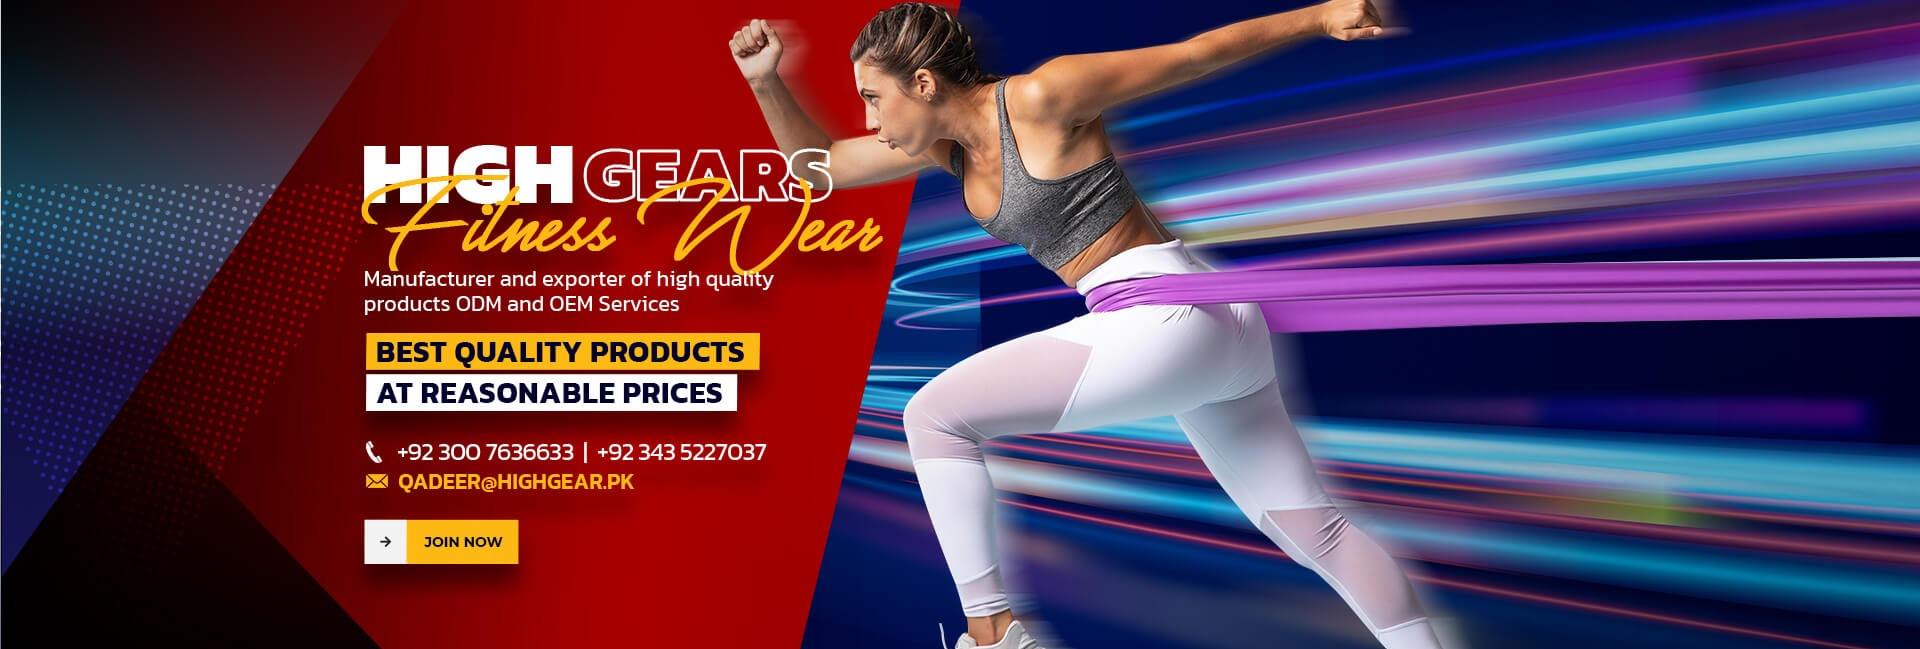 HIGH GEARS
Fitness Wear
Manufacturer and exporter of high quality
products ODM and OEM Services
BEST QUALITY PRODUCTS
AT REASONABLE PRICES
+92 300 7636633 | +92 343 5227037
QADEER@HIGHGEAR.PK
JOIN NOW